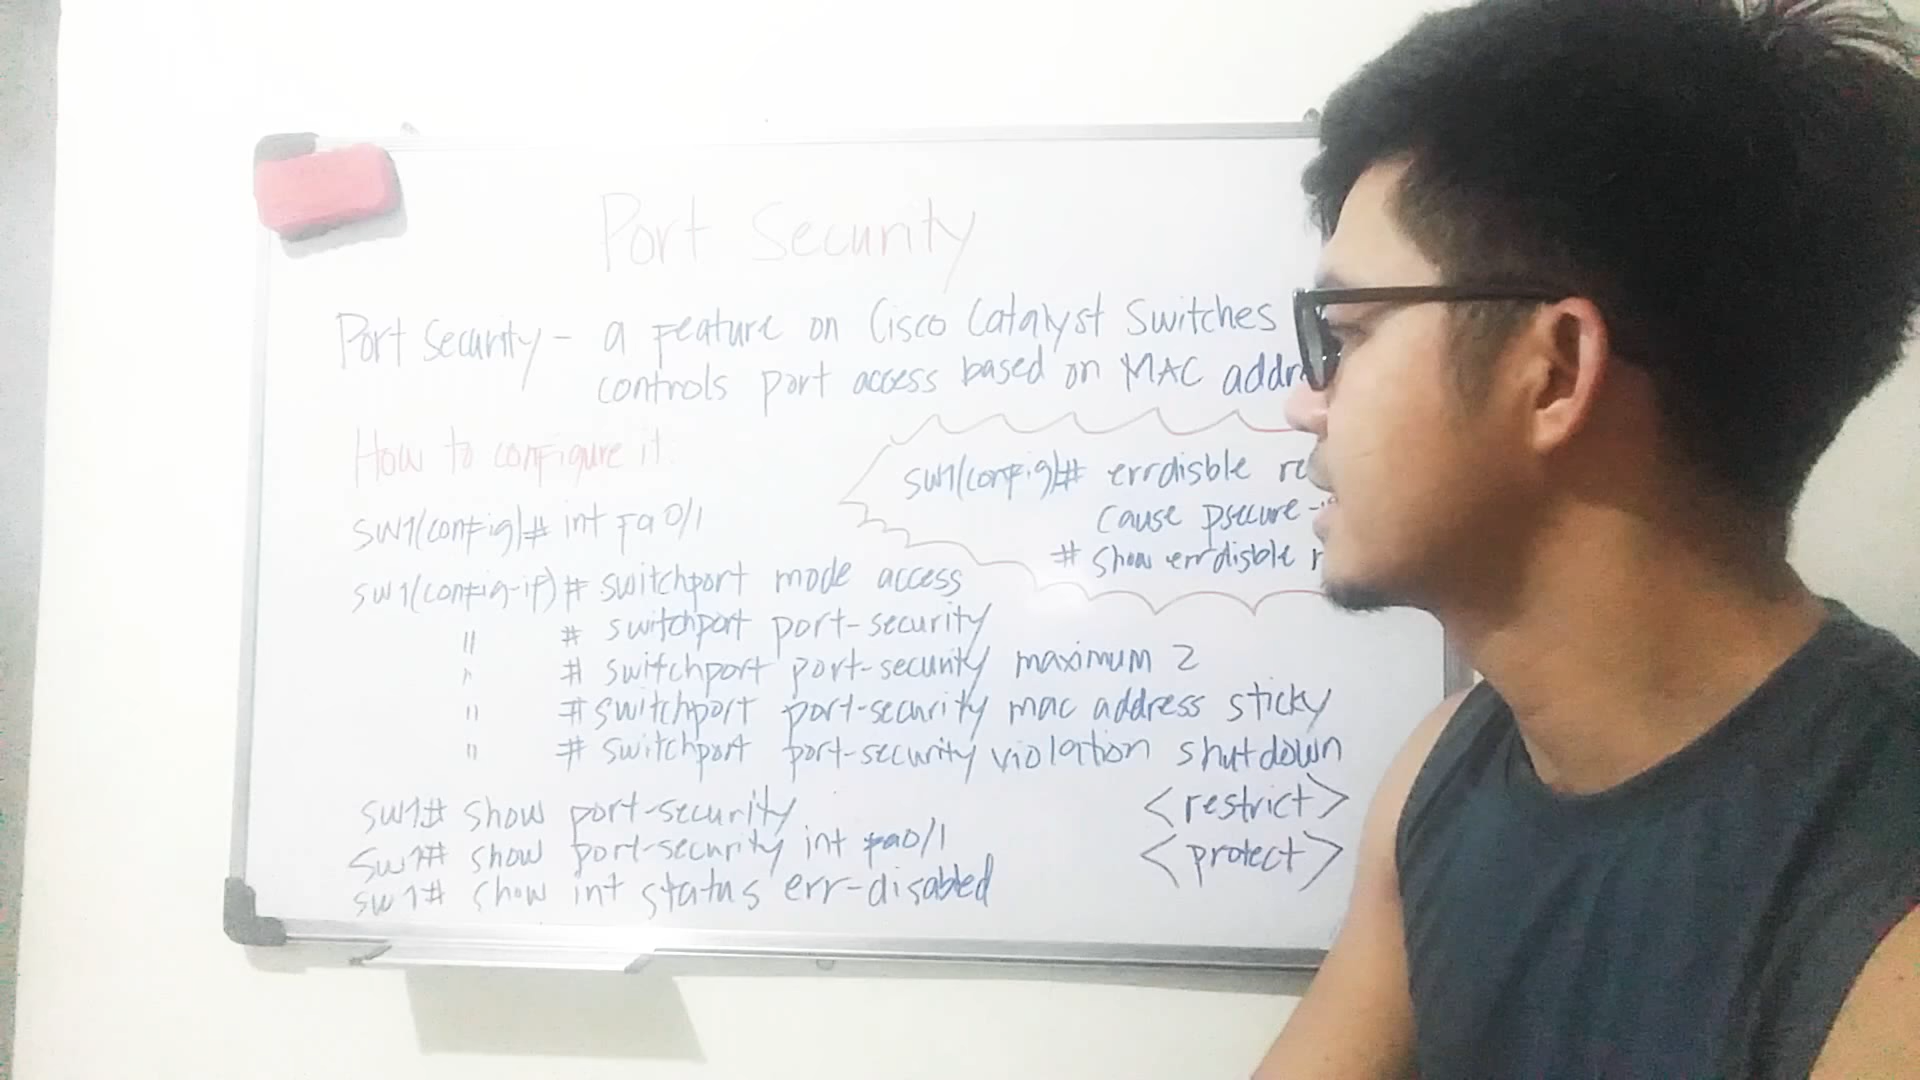 Port Security
Port Security - a feature on Cisco Catalyst Switches
controls port access based on MAC
How to configure it:
SW1(config)# int fa0/1
SW1(config)# errdisble
cause psecure-
# show errdisble
SW1(config-if)# switchport mode access
" # switchport port-security
" # switchport port-security maximum 2
" # switchport port-security mac address sticky
" # switchport port-security violation shutdown
<restrict>
<protect>
SW1# show port-security
SW1# show port-security int fa0/1
SW1# show int status err-disabled